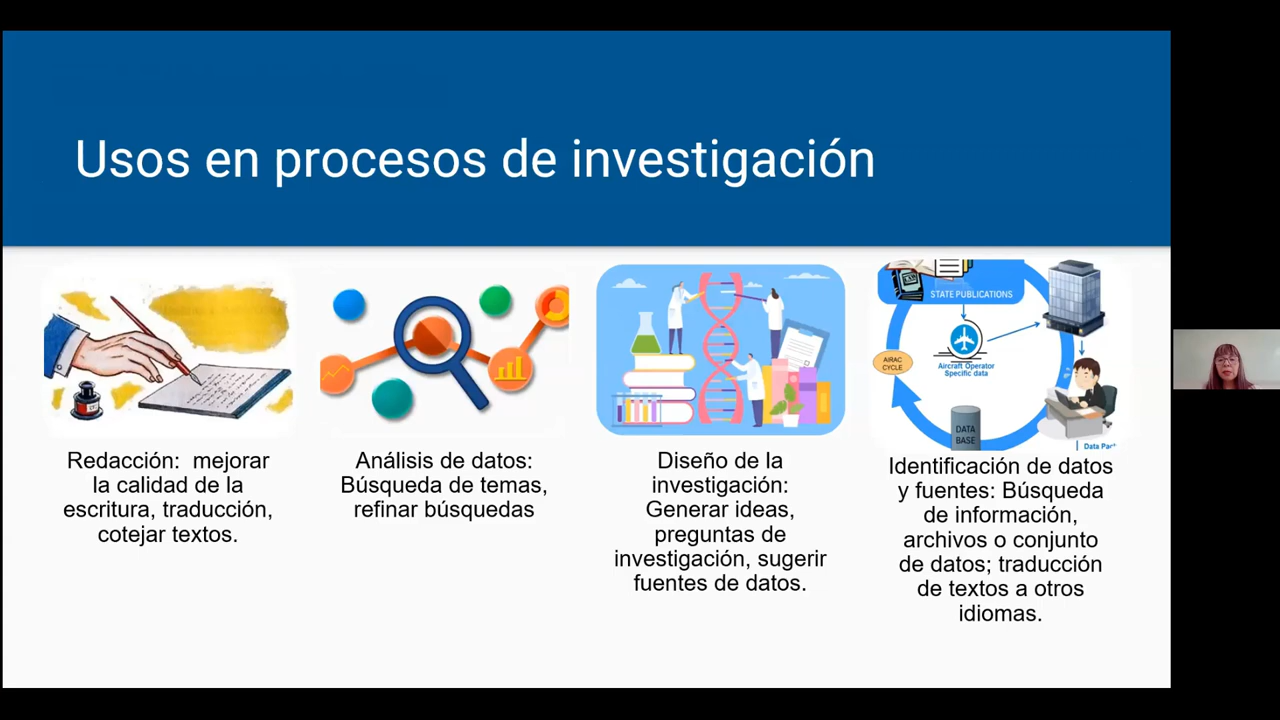 Usos en procesos de investigación
STATE PUBLICATIONS
AIRAC
CYCLE
Aircraft Operator
Specific data
DATA
BASE
Redacción: mejorar
la calidad de la
escritura, traducción,
cotejar textos.
Análisis de datos:
Búsqueda de temas,
refinar búsquedas
Diseño de la
investigación:
Generar ideas,
preguntas de
investigación, sugerir
fuentes de datos.
Identificación de datos
y fuentes: Búsqueda
de información,
archivos o conjunto
de datos; traducción
de textos a otros
idiomas.